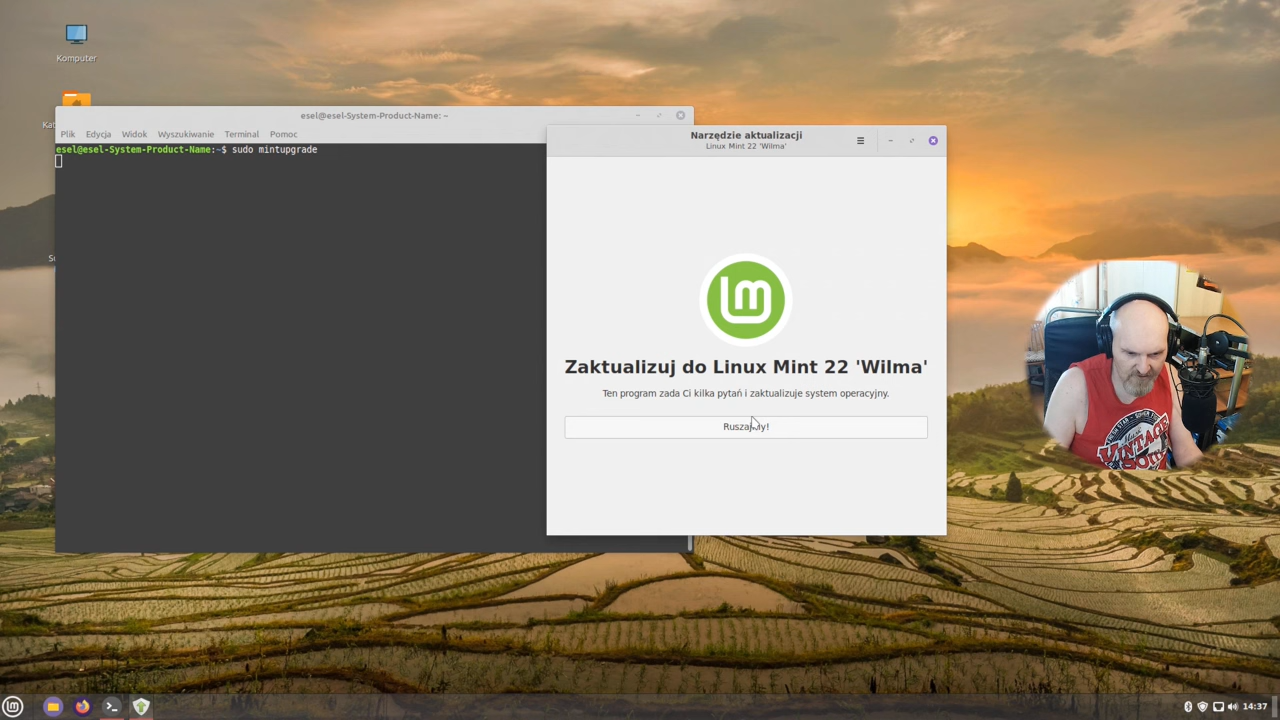 Komputer
esel@esel-System-Product-Name: ~
Plik Edycja Widok Wyszukiwanie Terminal Pomoc
esel@esel-System-Product-Name:~$ sudo mintupgrade
Narzędzie aktualizacji
Linux Mint 22 'Wilma'
Zaktualizuj do Linux Mint 22 'Wilma'
Ten program zada Ci kilka pytań i zaktualizuje system operacyjny.
Ruszajmy!
VINTAGE
14:37